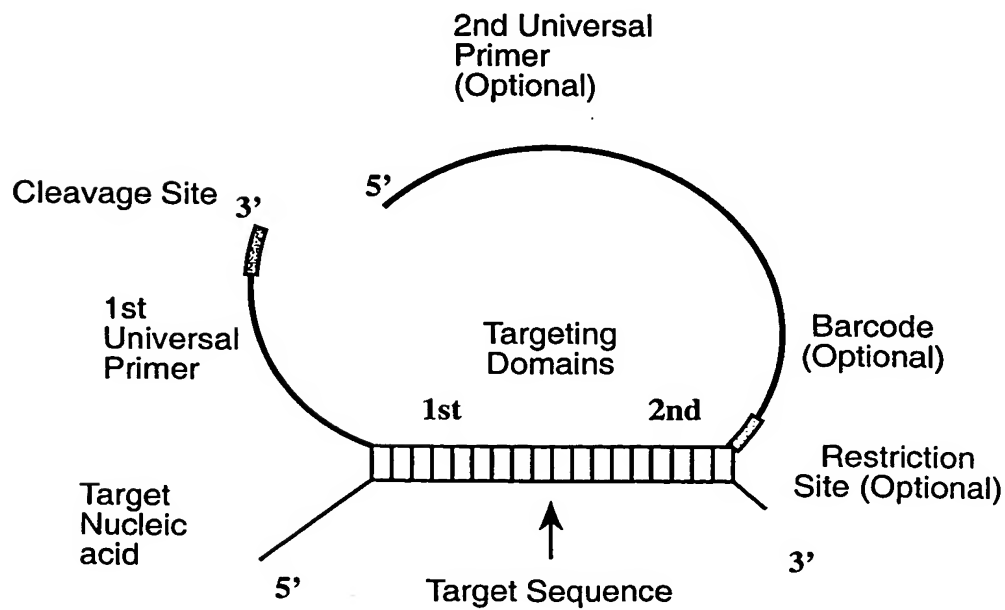 2nd Universal
Primer
(Optional)
Cleavage Site
3’
5’
1st
Universal
Primer
Targeting
Domains
Barcode
(Optional)
1st
2nd
Restriction
Site (Optional)
Target
Nucleic
acid
5’
3’
Target Sequence